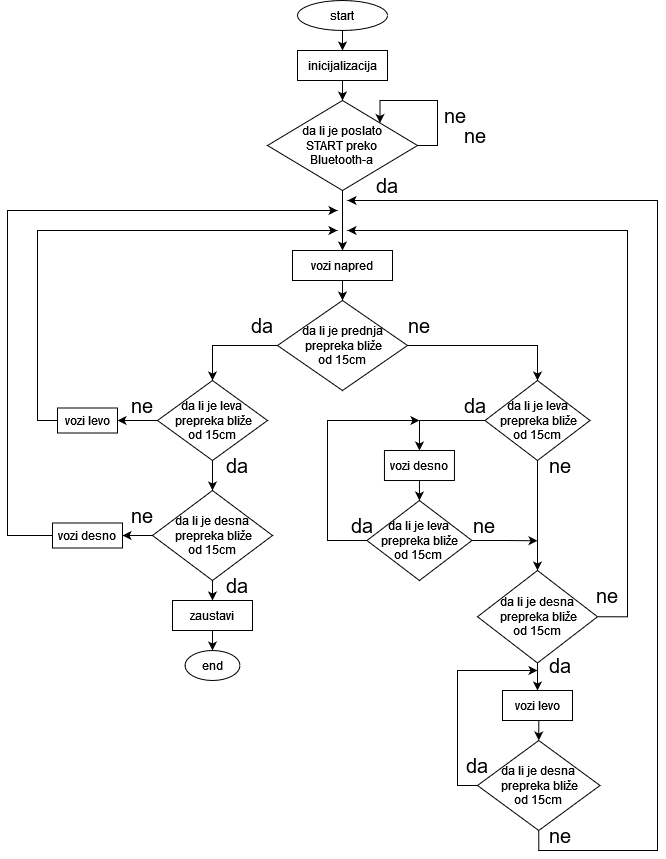 start
inicijalizacija
da li je poslato
START preko
Bluetooth-a
ne
ne
da
vozi napred
da li je prednja
prepreka bliže
od 15cm
da
ne
da li je leva
prepreka bliže
od 15cm
ne
vozi levo
da
da li je desna
prepreka bliže
od 15cm
ne
vozi desno
da
zaustavi
end
da li je leva
prepreka bliže
od 15cm
da
ne
vozi desno
da li je leva
prepreka bliže
od 15cm
da
ne
da li je desna
prepreka bliže
od 15cm
ne
da
vozi levo
da li je desna
prepreka bliže
od 15cm
da
ne